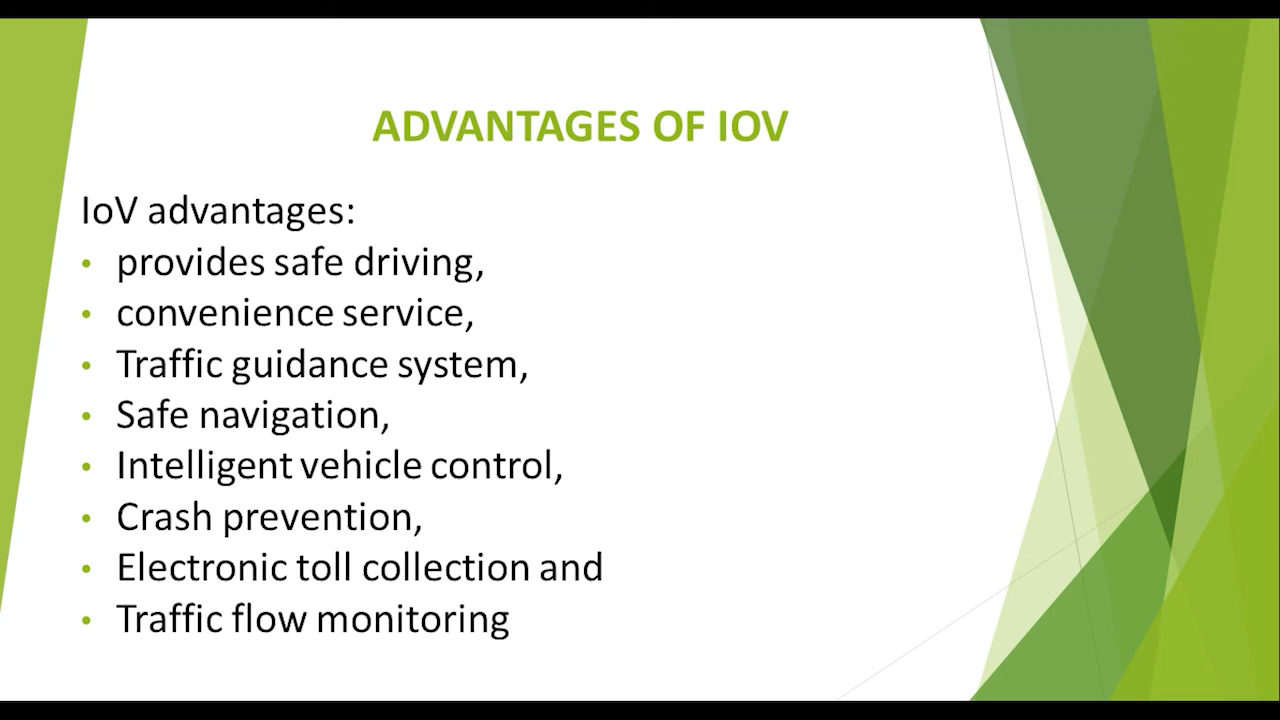 ADVANTAGES OF IOV
IoV advantages:
• provides safe driving,
• convenience service,
• Traffic guidance system,
• Safe navigation,
• Intelligent vehicle control,
• Crash prevention,
• Electronic toll collection and
• Traffic flow monitoring